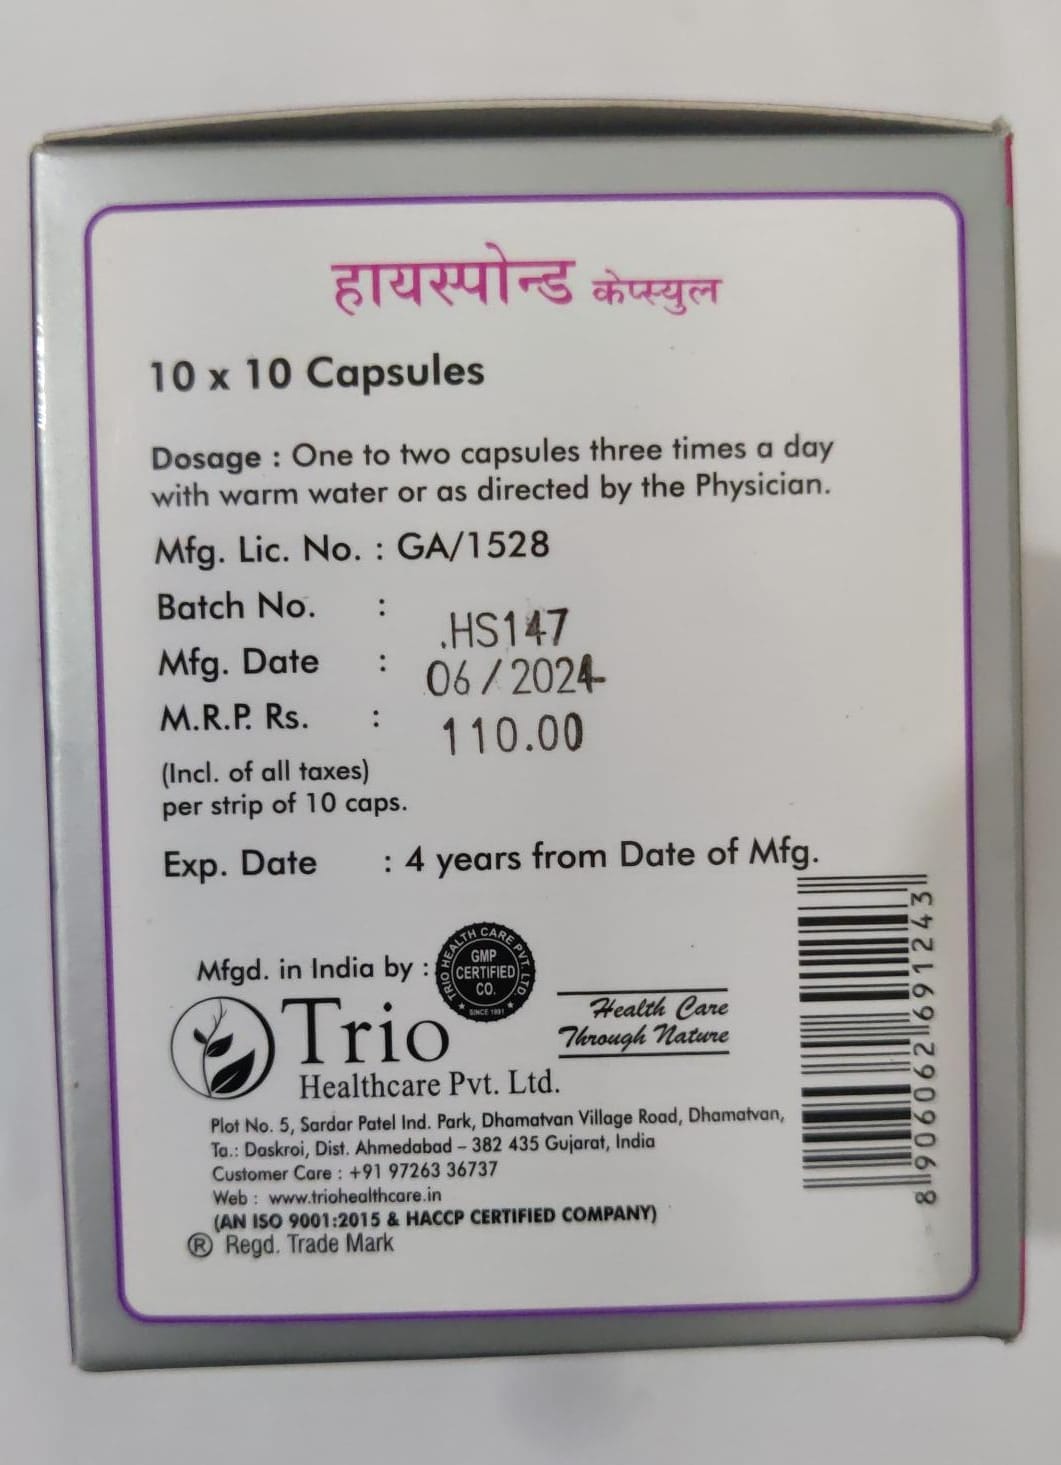 हायस्पोन्ड केप्स्युल
10 x 10 Capsules
Dosage : One to two capsules three times a day
with warm water or as directed by the Physician.
Mfg. Lic. No. : GA/1528
Batch No. : .HS147
Mfg. Date : 06/2024
M.R.P. Rs. : 110.00
(Incl. of all taxes)
per strip of 10 caps.
Exp. Date : 4 years from Date of Mfg.
Mfgd. in India by :
TRIO HEALTH CARE PVT. LTD.
GMP
CERTIFIED
CO.
SINCE 1991
Trio
Healthcare Pvt. Ltd.
Health Care
Through Nature
Plot No. 5, Sardar Patel Ind. Park, Dhamatvan Village Road, Dhamatvan,
Ta.: Daskroi, Dist. Ahmedabad – 382 435 Gujarat, India
Customer Care : +91 97263 36737
Web : www.triohealthcare.in
(AN ISO 9001:2015 & HACCP CERTIFIED COMPANY)
® Regd. Trade Mark
8 906062 691243